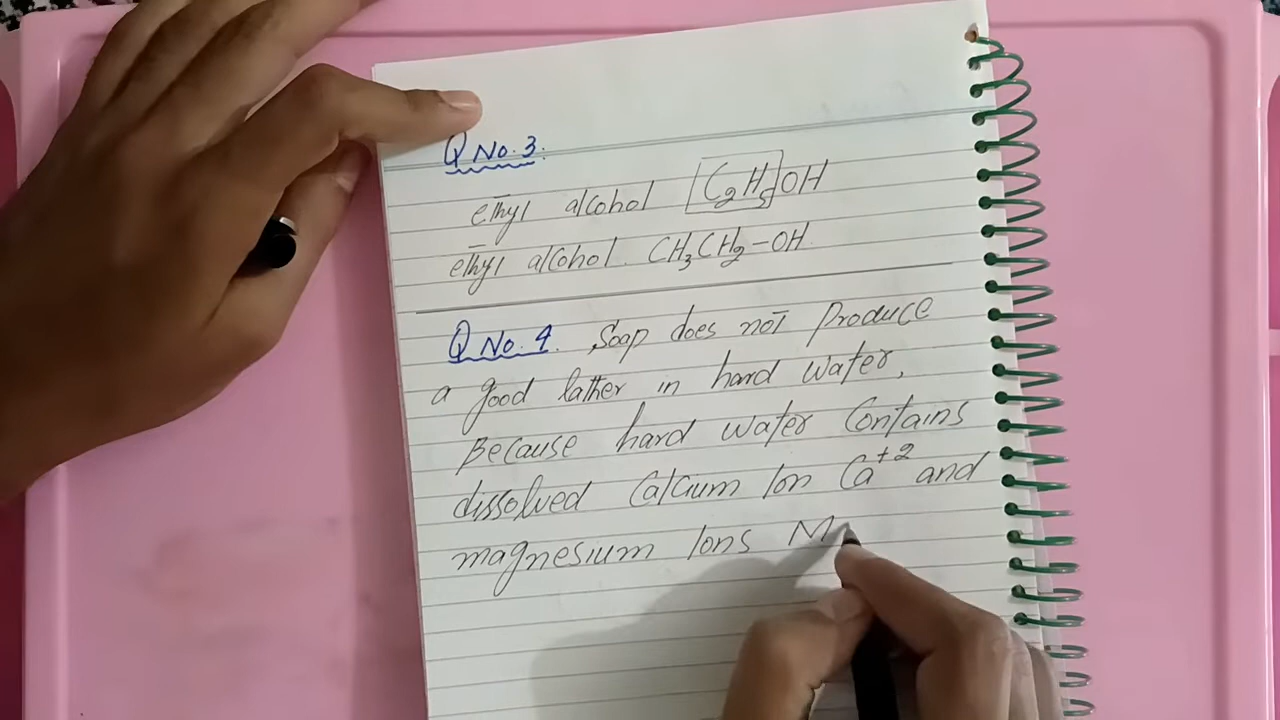 Q No. 3.
ethyl alcohol C2H5OH
ethyl alcohol. CH3CH2-OH.
Q No. 4. Soap does not Produce
a good lather in hard water,
Because hard water Contains
dissolved Calcium Ion Ca+2 and
magnesium Ions M